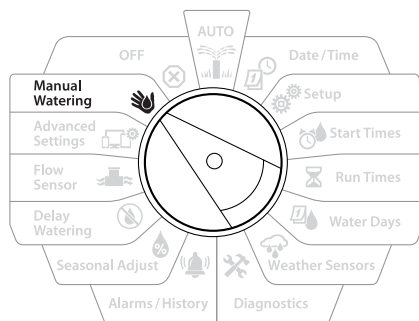 AUTO
OFF
Date / Time
Manual
Watering
Setup
Advanced
Settings
Start Times
Flow
Sensor
Run Times
Delay
Watering
Water Days
%
Seasonal Adjust
Weather Sensors
Alarms / History
Diagnostics